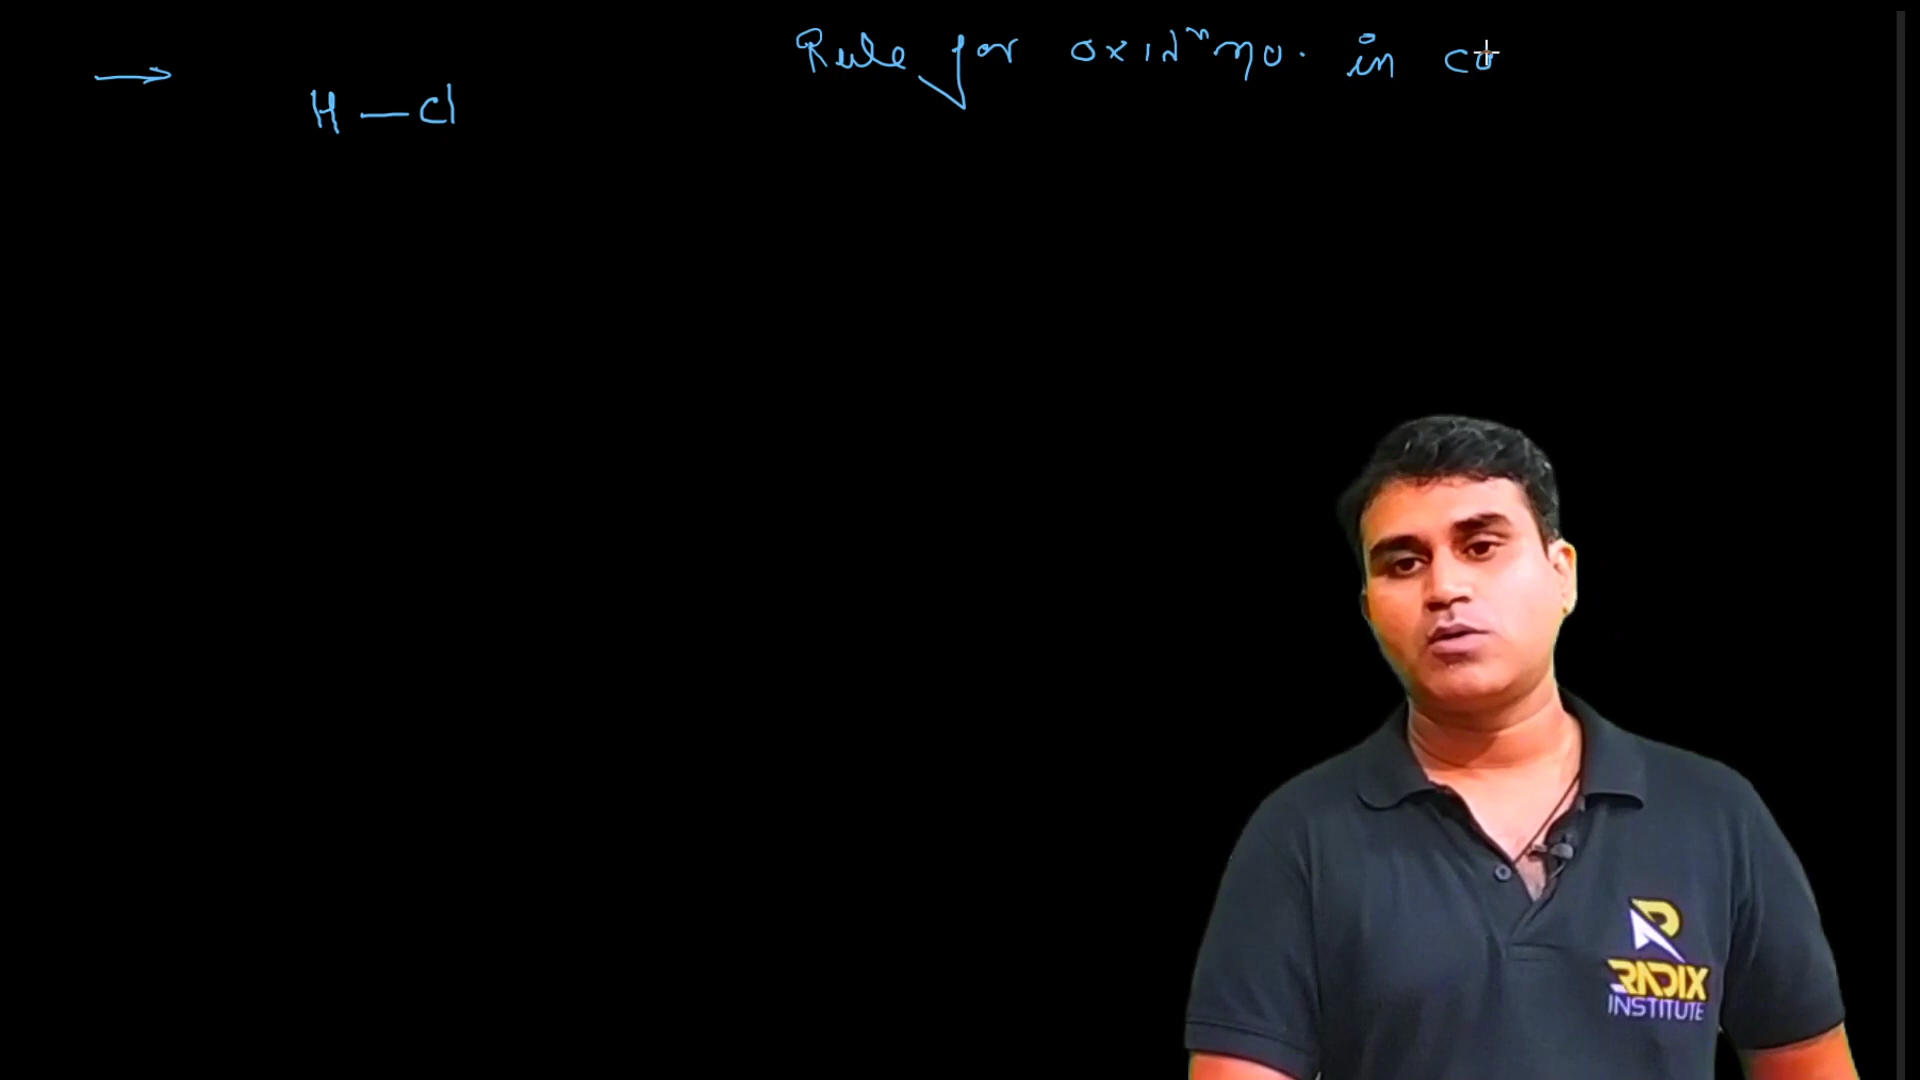 Rule for oxidⁿ no. in co
→ H — Cl
RADIX
INSTITUTE